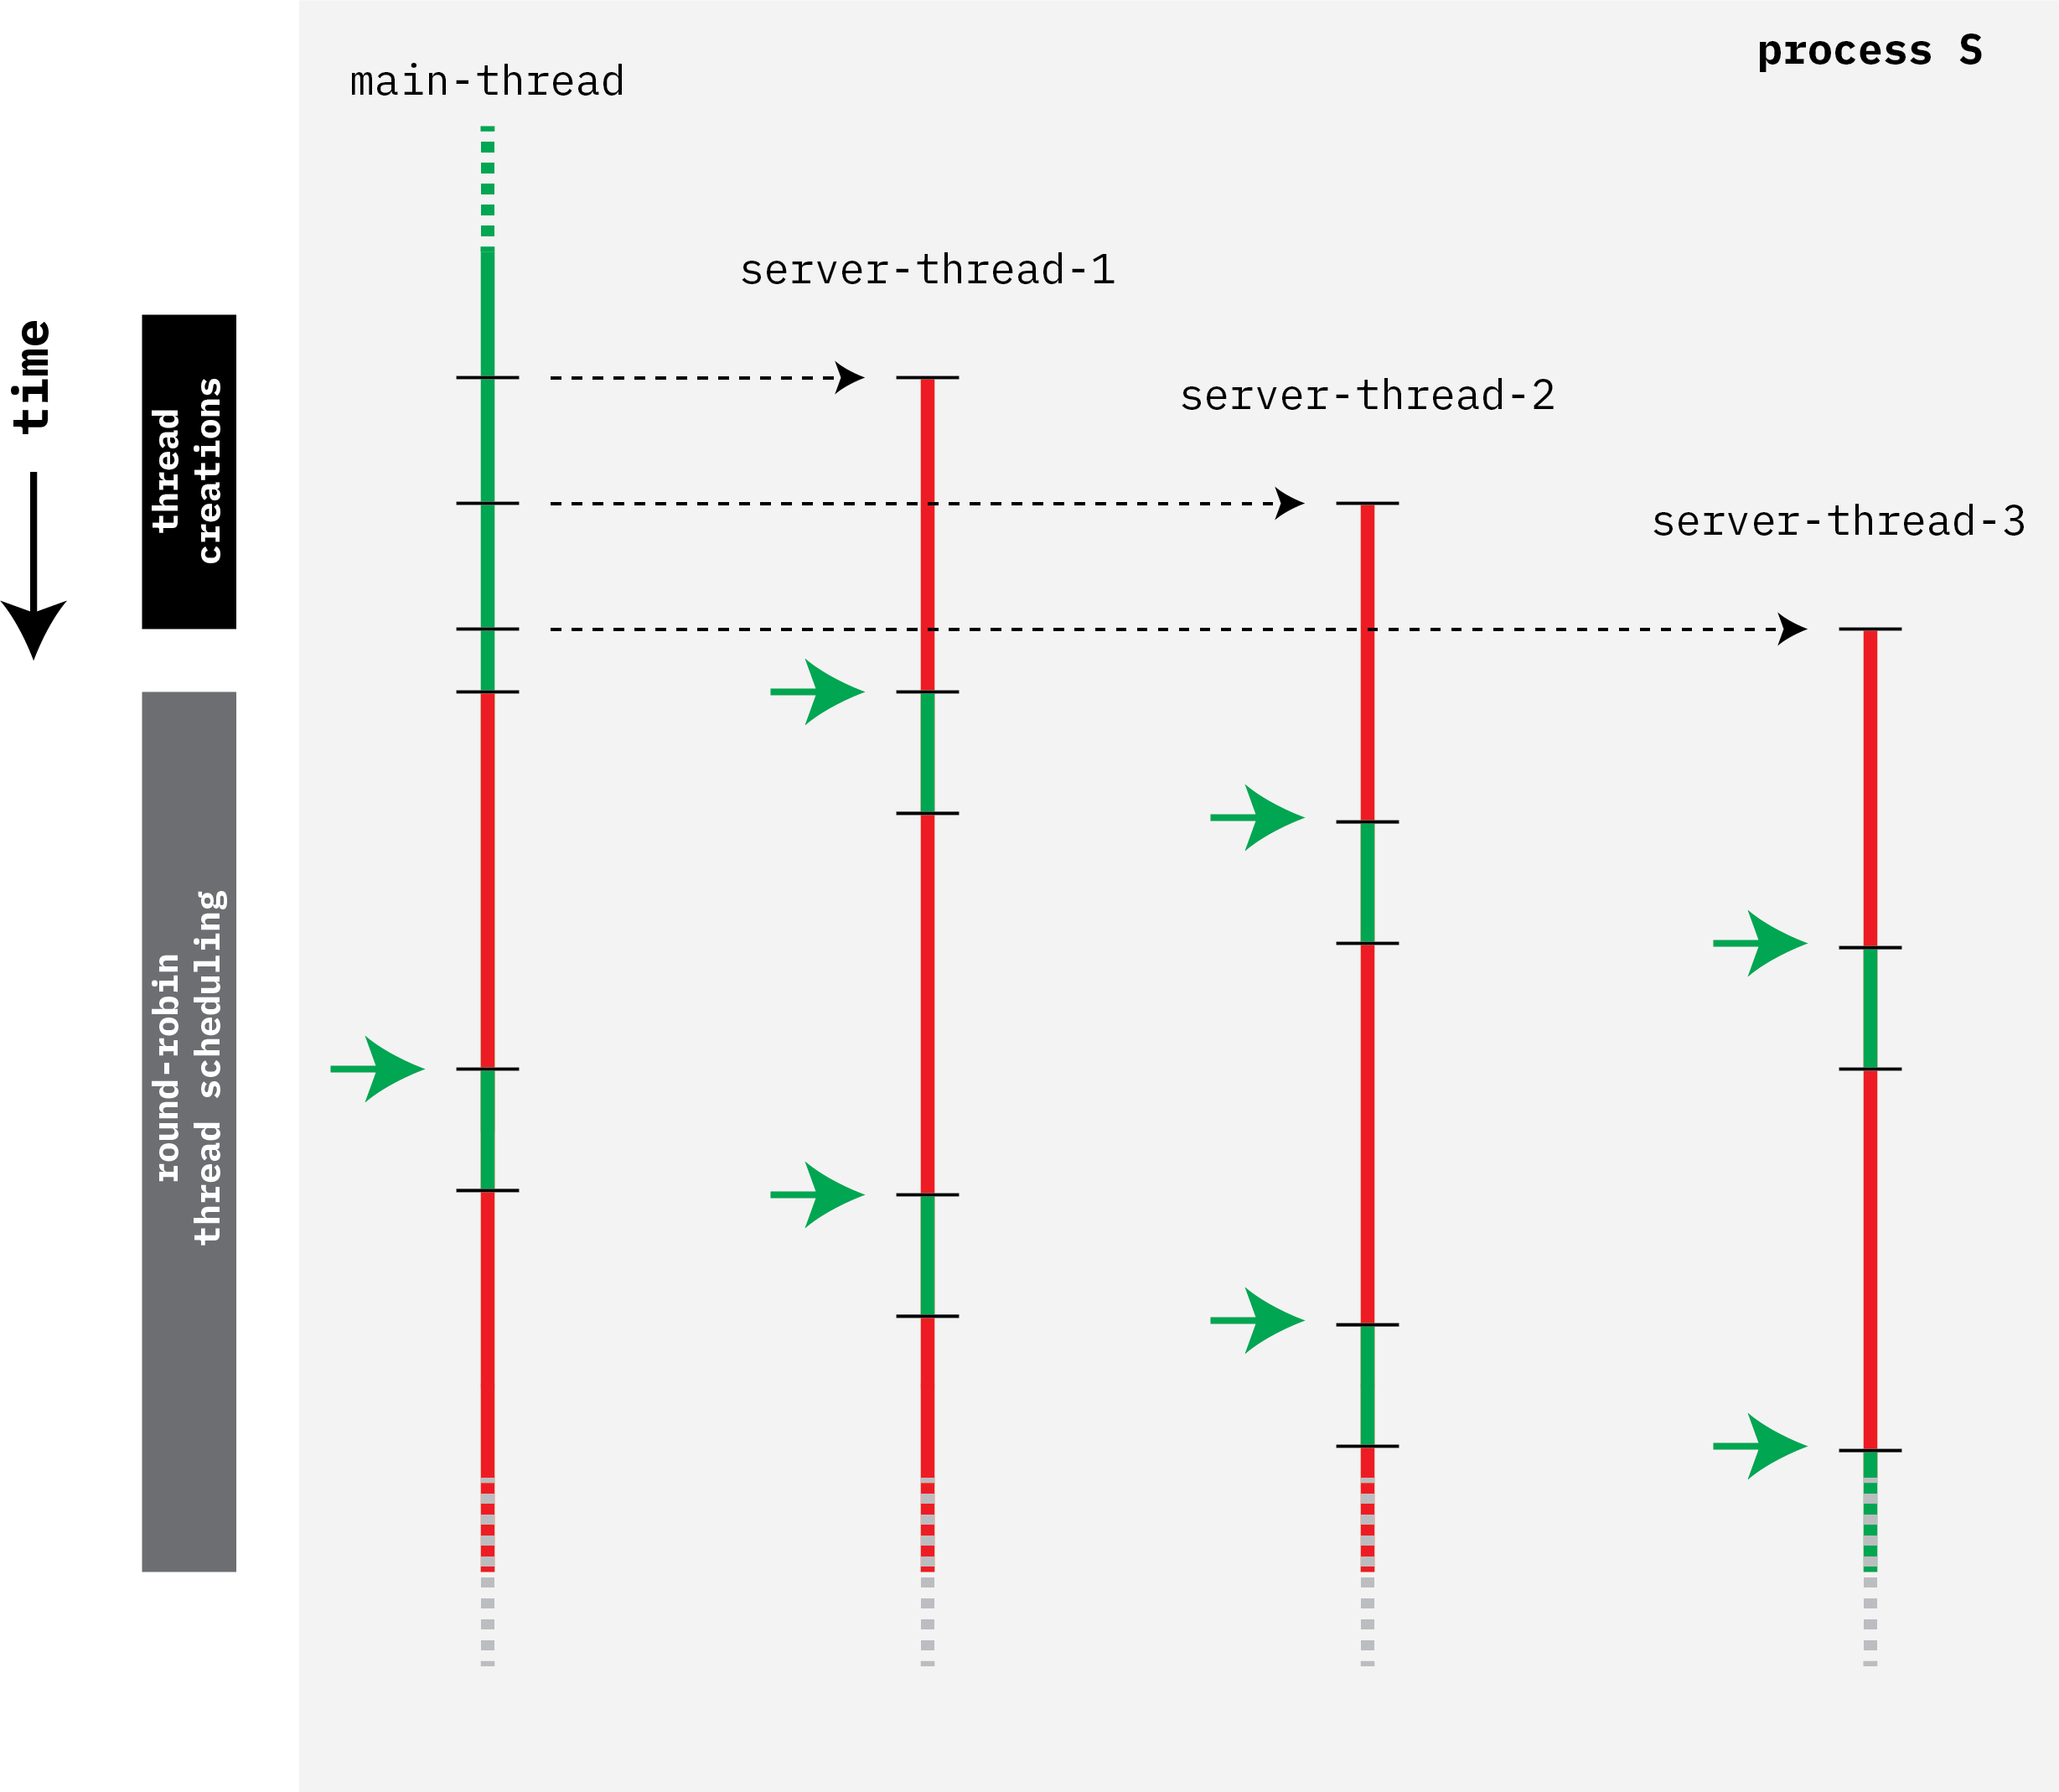 process S
main-thread
server-thread-1
server-thread-2
server-thread-3
time
thread
creations
round-robin
thread scheduling